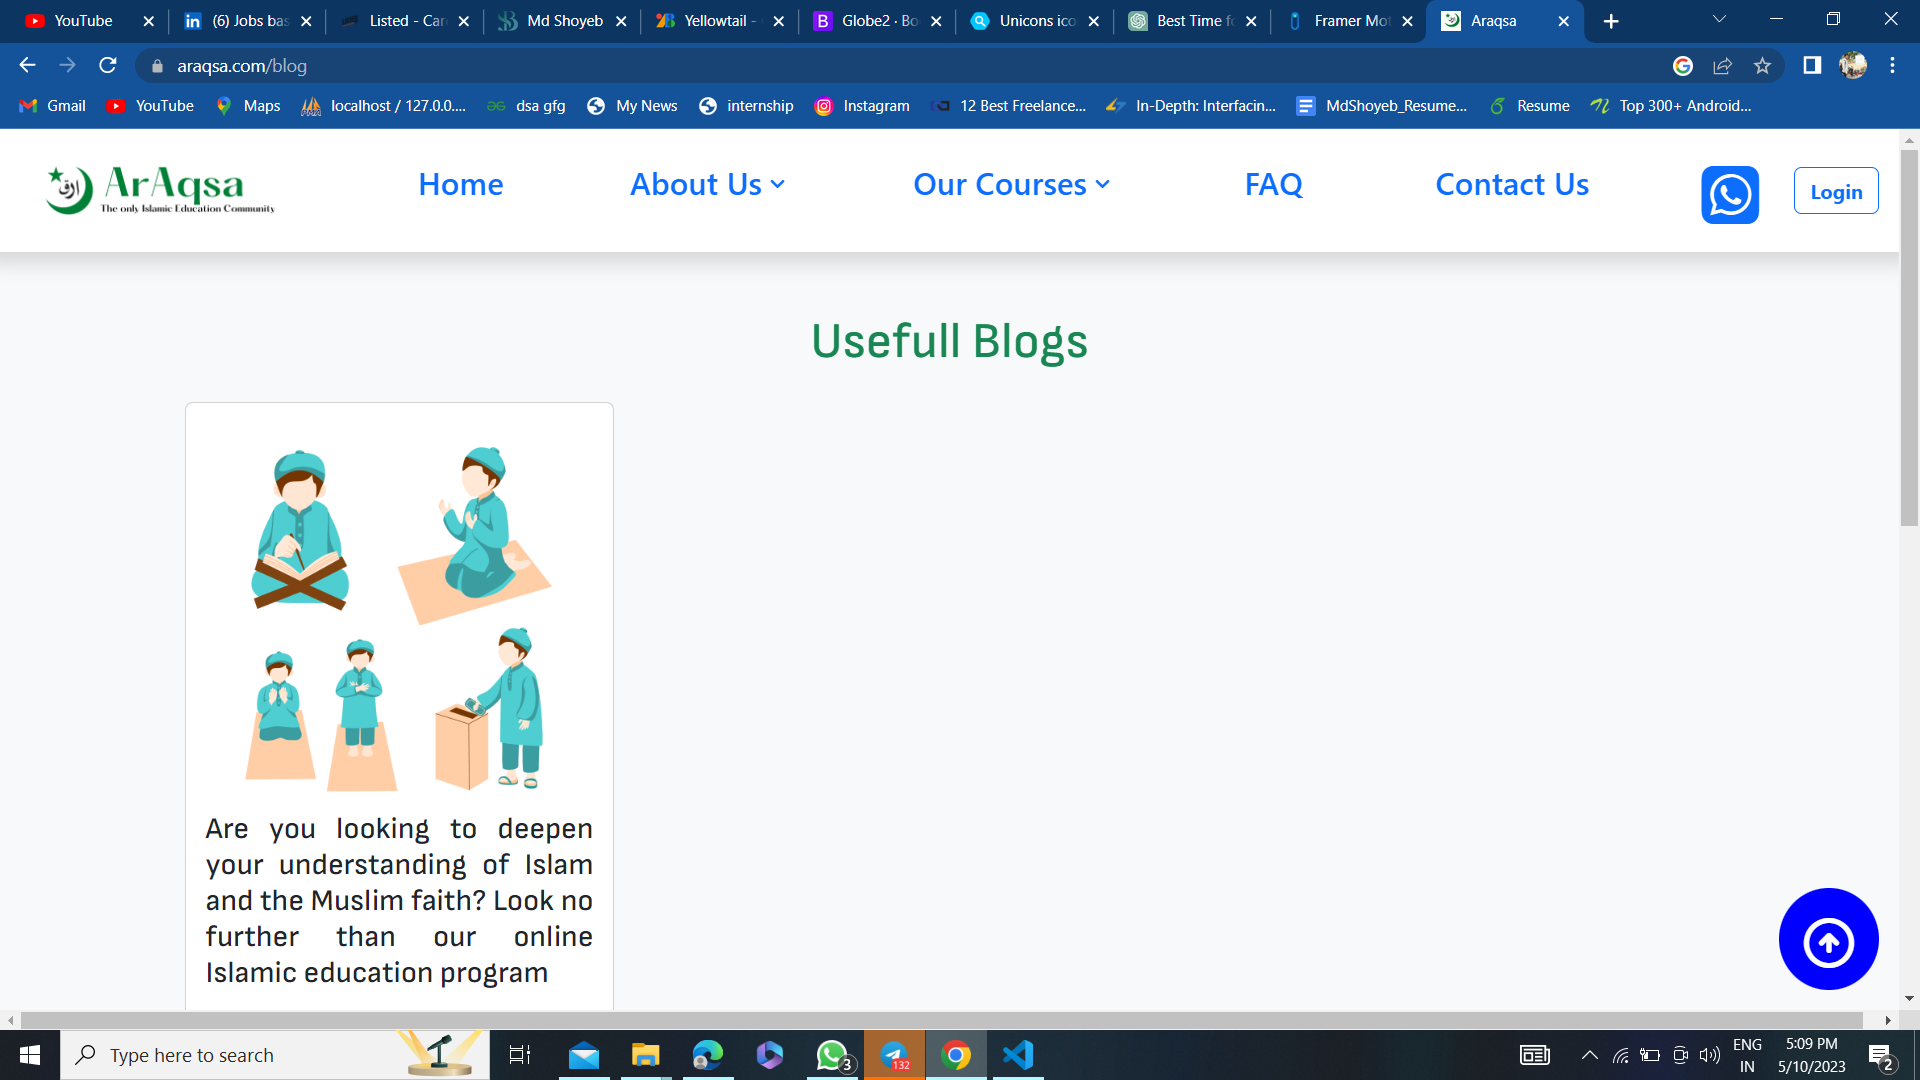 YouTube
(6) Jobs bas
Listed - Car
Md Shoyeb
Yellowtail -
Globe2 · Bo
Unicons ico
Best Time fo
Framer Mot
Araqsa
araqsa.com/blog
Gmail
YouTube
Maps
localhost / 127.0.0....
dsa gfg
My News
internship
Instagram
12 Best Freelance...
In-Depth: Interfacin...
MdShoyeb_Resume...
Resume
Top 300+ Android...
ArAqsa
The only Islamic Education Community
Home
About Us
Our Courses
FAQ
Contact Us
Login
Usefull Blogs
Are you looking to deepen
your understanding of Islam
and the Muslim faith? Look no
further than our online
Islamic education program
Type here to search
3
132
ENG
IN
5:09 PM
5/10/2023
2